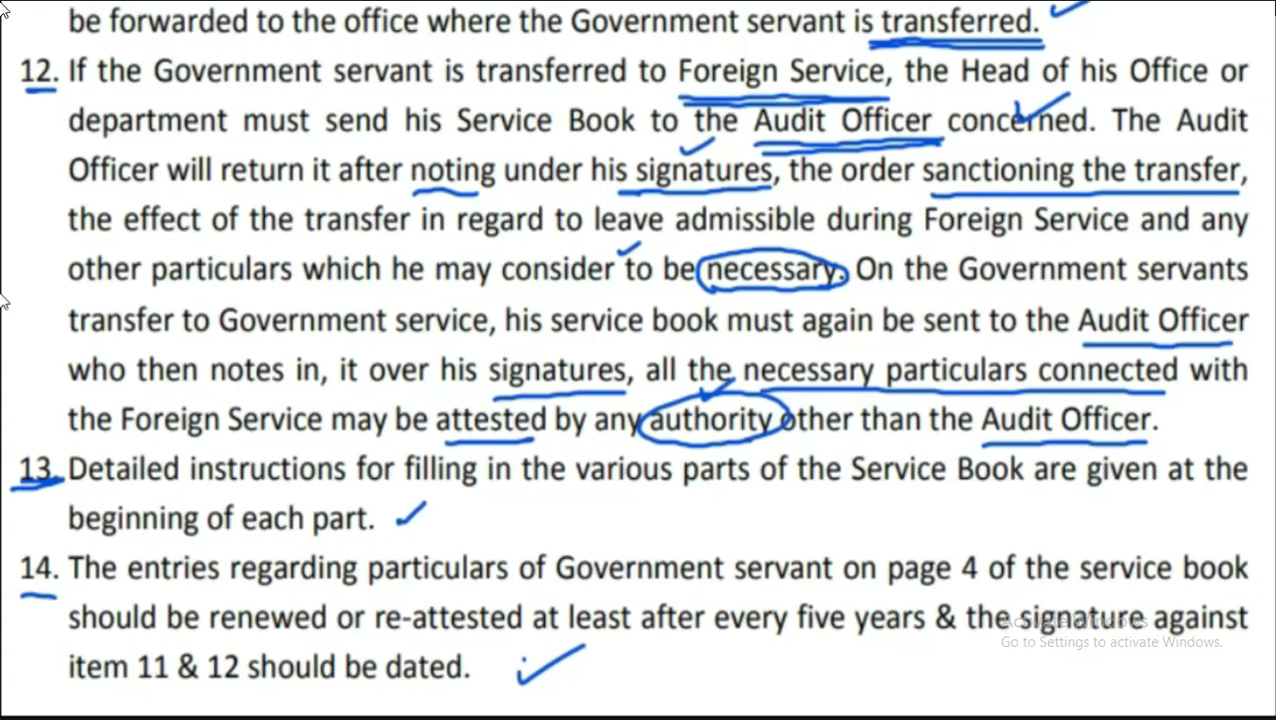 be forwarded to the office where the Government servant is transferred.
12. If the Government servant is transferred to Foreign Service, the Head of his Office or
department must send his Service Book to the Audit Officer concerned. The Audit
Officer will return it after noting under his signatures, the order sanctioning the transfer,
the effect of the transfer in regard to leave admissible during Foreign Service and any
other particulars which he may consider to be necessary. On the Government servants
transfer to Government service, his service book must again be sent to the Audit Officer
who then notes in, it over his signatures, all the necessary particulars connected with
the Foreign Service may be attested by any authority other than the Audit Officer.
13. Detailed instructions for filling in the various parts of the Service Book are given at the
beginning of each part.
14. The entries regarding particulars of Government servant on page 4 of the service book
should be renewed or re-attested at least after every five years & the signature against
item 11 & 12 should be dated.
Activate Windows
Go to Settings to activate Windows.